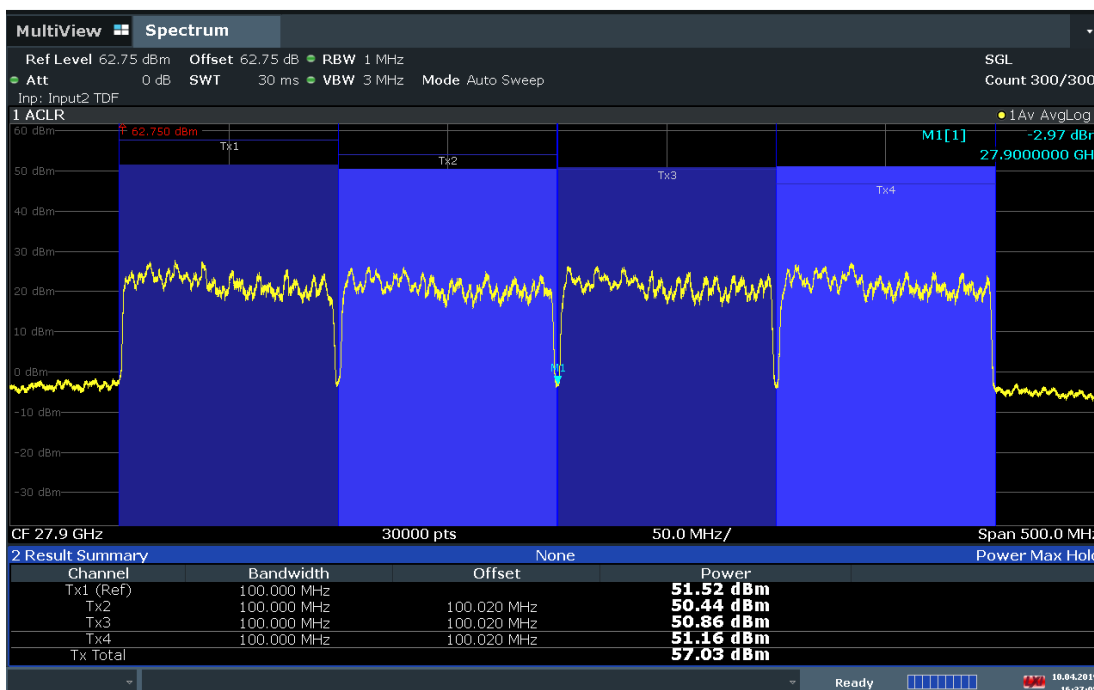 MultiView Spectrum
Ref Level 62.75 dBm Offset 62.75 dB RBW 1 MHz SGL
Att 0 dB SWT 30 ms VBW 3 MHz Mode Auto Sweep Count 300/300
Inp: Input2 TDF
1 ACLR 1Av AvgLog
60 dBm 62.750 dBm M1[1] -2.97 dBm
Tx1 Tx2 27.9000000 GH
50 dBm Tx3
Tx4
40 dBm
30 dBm
20 dBm
10 dBm
0 dBm M1
-10 dBm
-20 dBm
-30 dBm
CF 27.9 GHz 30000 pts 50.0 MHz/ Span 500.0 MHz
2 Result Summary None Power Max Hold
Channel Bandwidth Offset Power
Tx1 (Ref) 100.000 MHz 51.52 dBm
Tx2 100.000 MHz 100.020 MHz 50.44 dBm
Tx3 100.000 MHz 100.020 MHz 50.86 dBm
Tx4 100.000 MHz 100.020 MHz 51.16 dBm
Tx Total 57.03 dBm
Ready 10.04.201